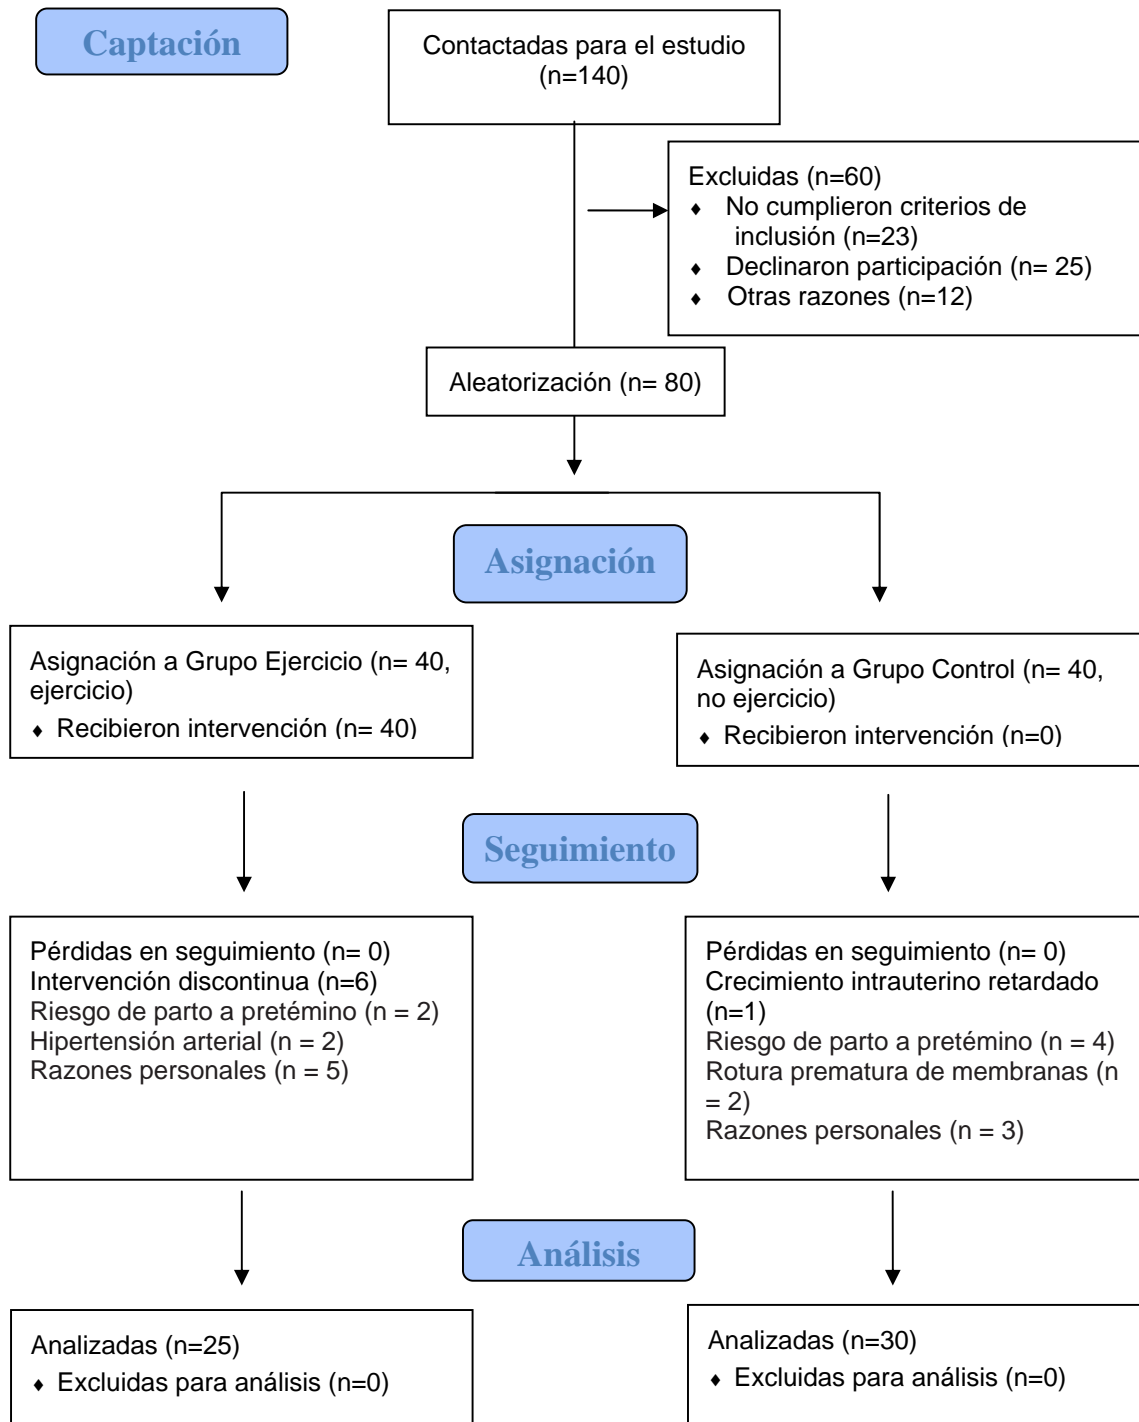 Captación
Contactadas para el estudio
(n=140)
Excluidas (n=60)
♦ No cumplieron criterios de
inclusión (n=23)
♦ Declinaron participación (n= 25)
♦ Otras razones (n=12)
Aleatorización (n= 80)
Asignación
Asignación a Grupo Ejercicio (n= 40,
ejercicio)
♦ Recibieron intervención (n= 40)
Asignación a Grupo Control (n= 40,
no ejercicio)
♦ Recibieron intervención (n=0)
Seguimiento
Pérdidas en seguimiento (n= 0)
Intervención discontinua (n=6)
Riesgo de parto a pretémino (n = 2)
Hipertensión arterial (n = 2)
Razones personales (n = 5)
Pérdidas en seguimiento (n= 0)
Crecimiento intrauterino retardado
(n=1)
Riesgo de parto a pretémino (n = 4)
Rotura prematura de membranas (n
= 2)
Razones personales (n = 3)
Análisis
Analizadas (n=25)
♦ Excluidas para análisis (n=0)
Analizadas (n=30)
♦ Excluidas para análisis (n=0)